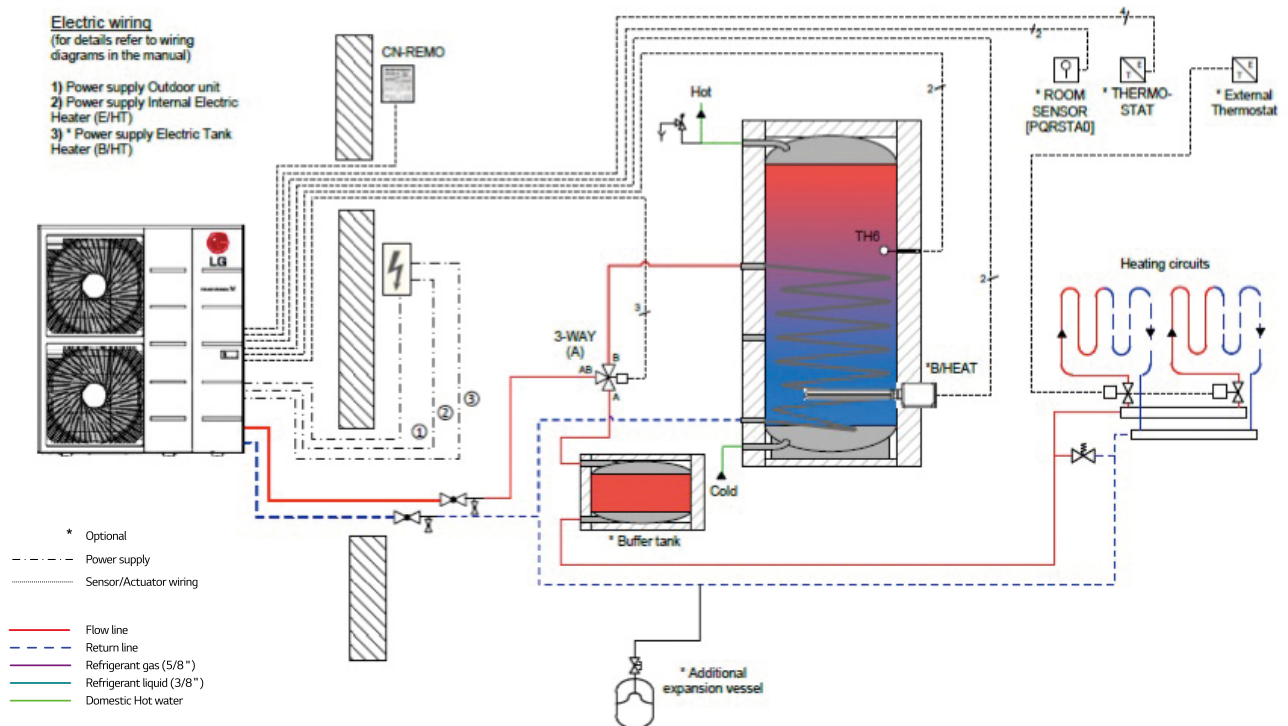 Electric wiring
(for details refer to wiring
diagrams in the manual)
1) Power supply Outdoor unit
2) Power supply Internal Electric
Heater (E/HT)
3) * Power supply Electric Tank
Heater (B/HT)
CN-REMO
4
2
* ROOM
SENSOR
[PQRSTA0]
E
T
* THERMO-
STAT
E
T
* External
Thermostat
Hot
2
TH6
2
LG
3
3-WAY
(A)
B
AB
A
*B/HEAT
Heating circuits
①
②
③
Cold
* Buffer tank
* Additional
expansion vessel
* Optional
Power supply
Sensor/Actuator wiring
Flow line
Return line
Refrigerant gas (5/8")
Refrigerant liquid (3/8")
Domestic Hot water